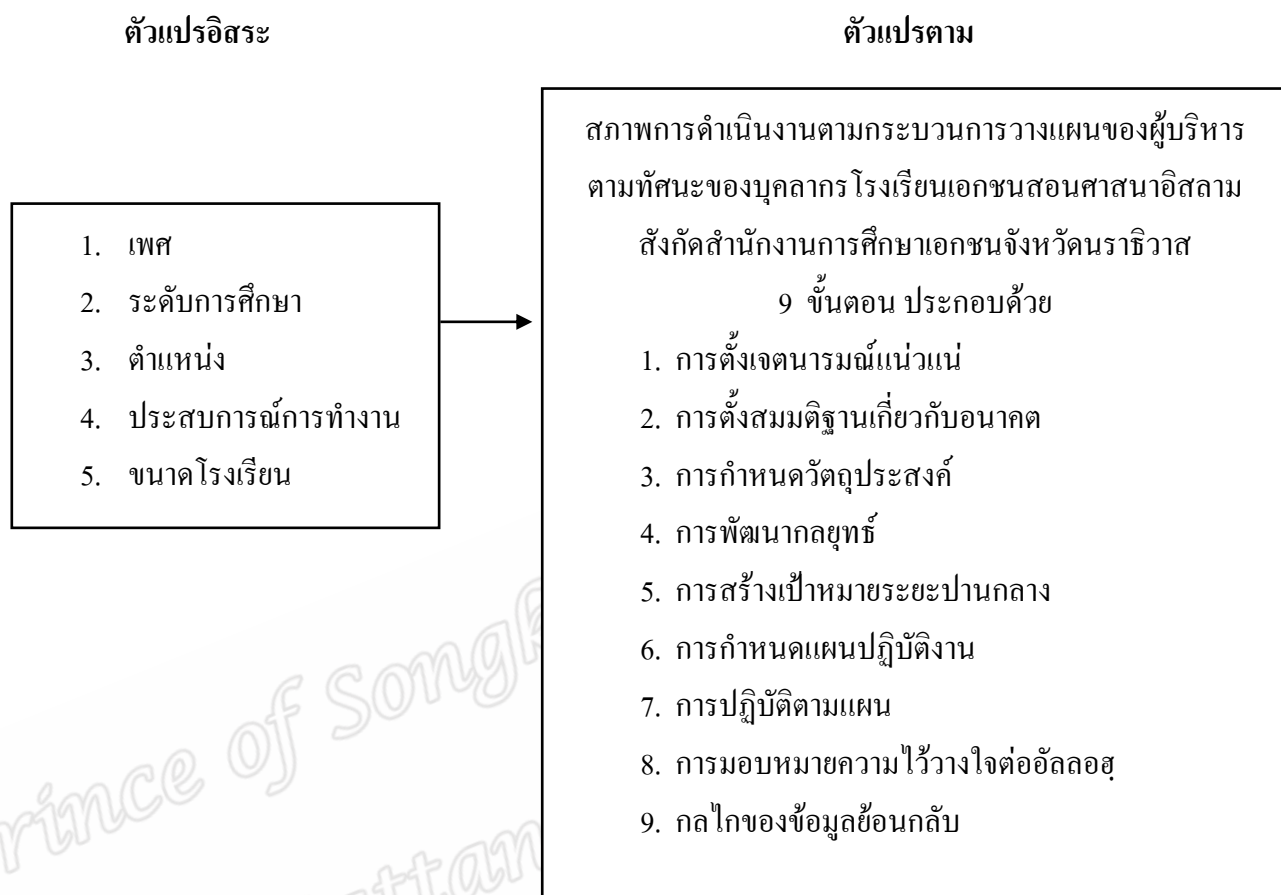 ตัวแปรอิสระ
ตัวแปรตาม
1. เพศ
2. ระดับการศึกษา
3. ตำแหน่ง
4. ประสบการณ์การทำงาน
5. ขนาดโรงเรียน
สภาพการดำเนินงานตามกระบวนการวางแผนของผู้บริหาร
ตามทัศนะของบุคลากรโรงเรียนเอกชนสอนศาสนาอิสลาม
สังกัดสำนักงานการศึกษาเอกชนจังหวัดนราธิวาส
9 ขั้นตอน ประกอบด้วย
1. การตั้งเจตนารมณ์แน่วแน่
2. การตั้งสมมติฐานเกี่ยวกับอนาคต
3. การกำหนดวัตถุประสงค์
4. การพัฒนากลยุทธ์
5. การสร้างเป้าหมายระยะปานกลาง
6. การกำหนดแผนปฏิบัติงาน
7. การปฏิบัติตามแผน
8. การมอบหมายความไว้วางใจต่ออัลลอฮฺ
9. กลไกของข้อมูลย้อนกลับ
rince of Songk